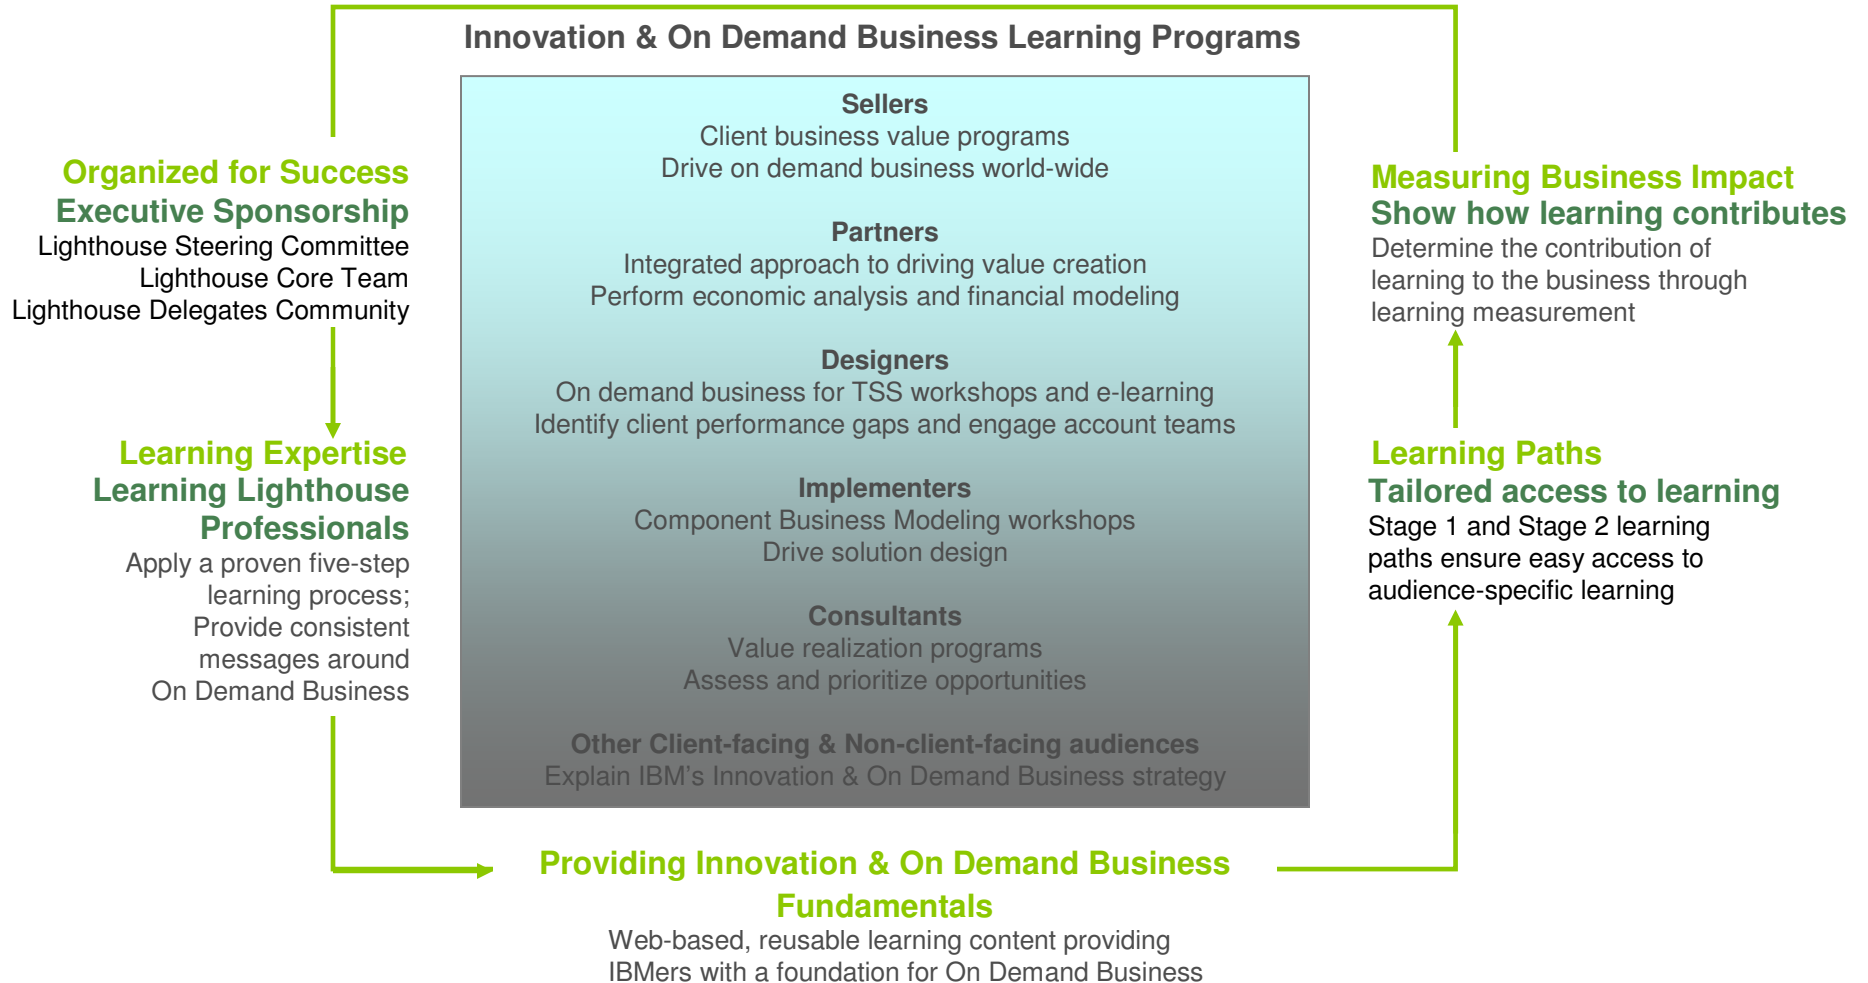 Innovation & On Demand Business Learning Programs
Sellers
Client business value programs
Drive on demand business world-wide
Partners
Integrated approach to driving value creation
Perform economic analysis and financial modeling
Designers
On demand business for TSS workshops and e-learning
Identify client performance gaps and engage account teams
Implementers
Component Business Modeling workshops
Drive solution design
Consultants
Value realization programs
Assess and prioritize opportunities
Other Client-facing & Non-client-facing audiences
Explain IBM’s Innovation & On Demand Business strategy
Organized for Success
Executive Sponsorship
Lighthouse Steering Committee
Lighthouse Core Team
Lighthouse Delegates Community
Learning Expertise
Learning Lighthouse
Professionals
Apply a proven five-step
learning process;
Provide consistent
messages around
On Demand Business
Providing Innovation & On Demand Business
Fundamentals
Web-based, reusable learning content providing
IBMers with a foundation for On Demand Business
Learning Paths
Tailored access to learning
Stage 1 and Stage 2 learning
paths ensure easy access to
audience-specific learning
Measuring Business Impact
Show how learning contributes
Determine the contribution of
learning to the business through
learning measurement